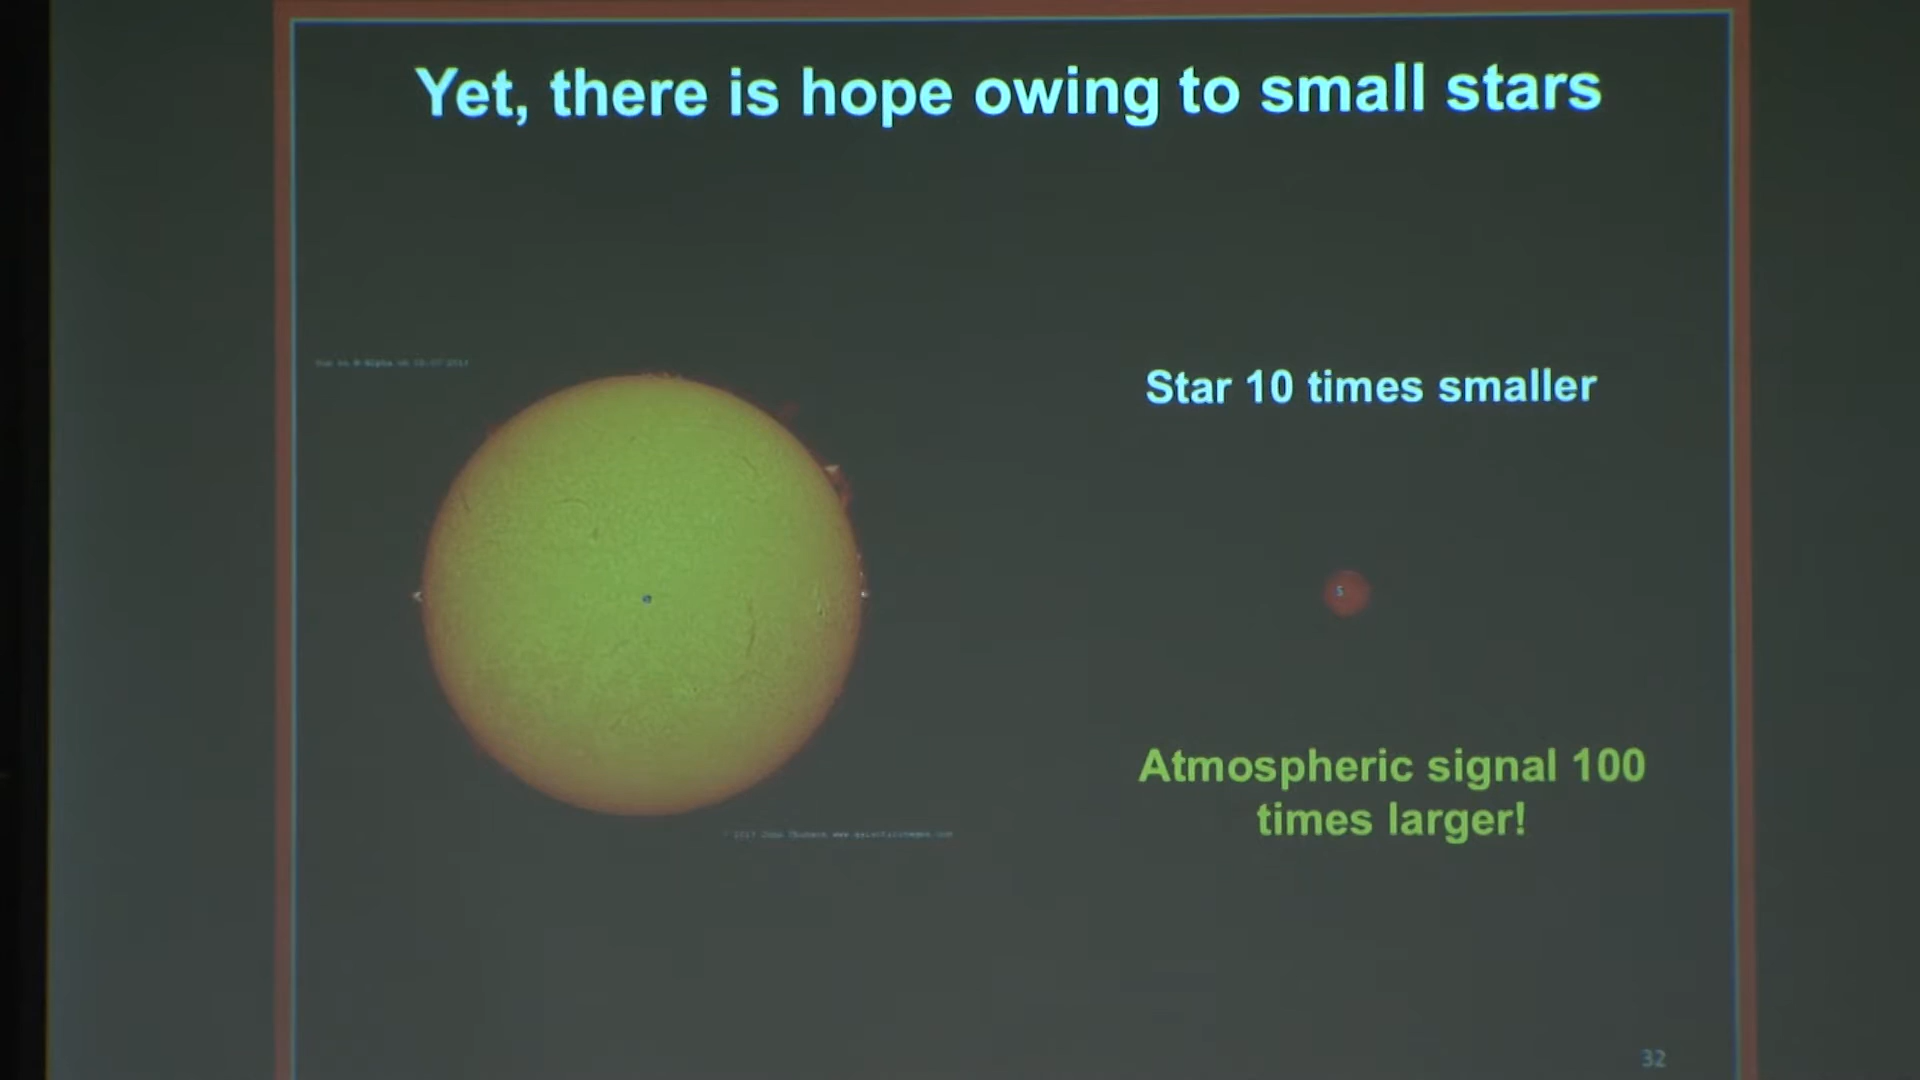 Yet, there is hope owing to small stars
Star 10 times smaller
Atmospheric signal 100
times larger!
32